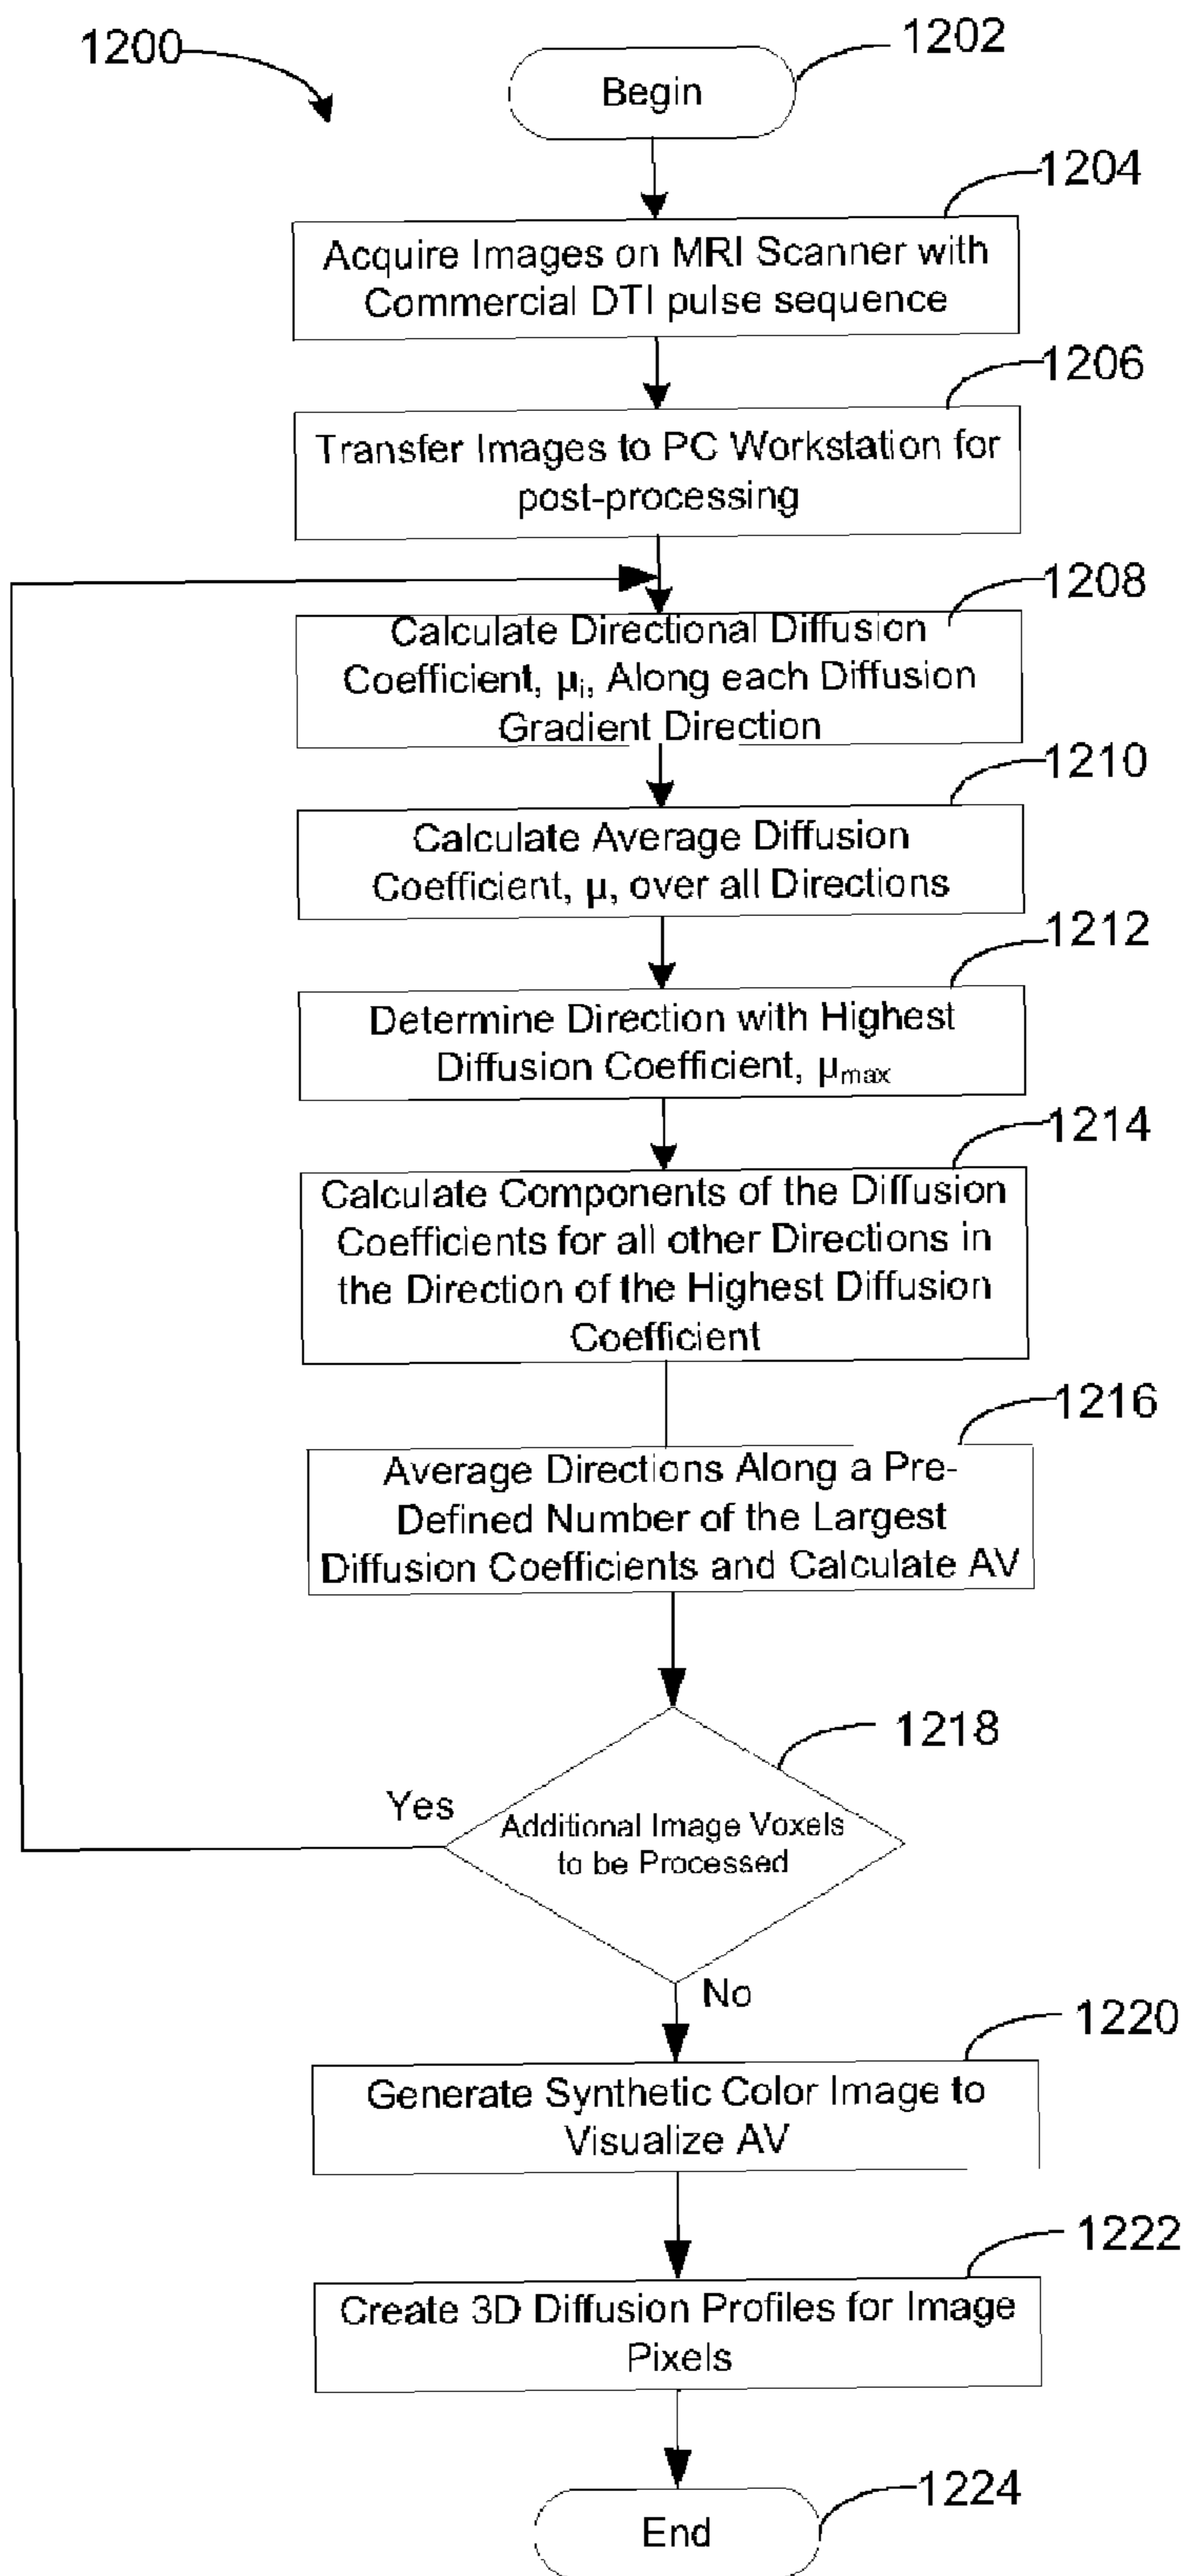 1200
1202
Begin
1204
Acquire Images on MRI Scanner with
Commercial DTI pulse sequence
1206
Transfer Images to PC Workstation for
post-processing
1208
Calculate Directional Diffusion
Coefficient, μi, Along each Diffusion
Gradient Direction
1210
Calculate Average Diffusion
Coefficient, μ, over all Directions
1212
Determine Direction with Highest
Diffusion Coefficient, μmax
1214
Calculate Components of the Diffusion
Coefficients for all other Directions in
the Direction of the Highest Diffusion
Coefficient
1216
Average Directions Along a Pre-
Defined Number of the Largest
Diffusion Coefficients and Calculate AV
1218
Yes
Additional Image Voxels
to be Processed
No
1220
Generate Synthetic Color Image to
Visualize AV
1222
Create 3D Diffusion Profiles for Image
Pixels
1224
End